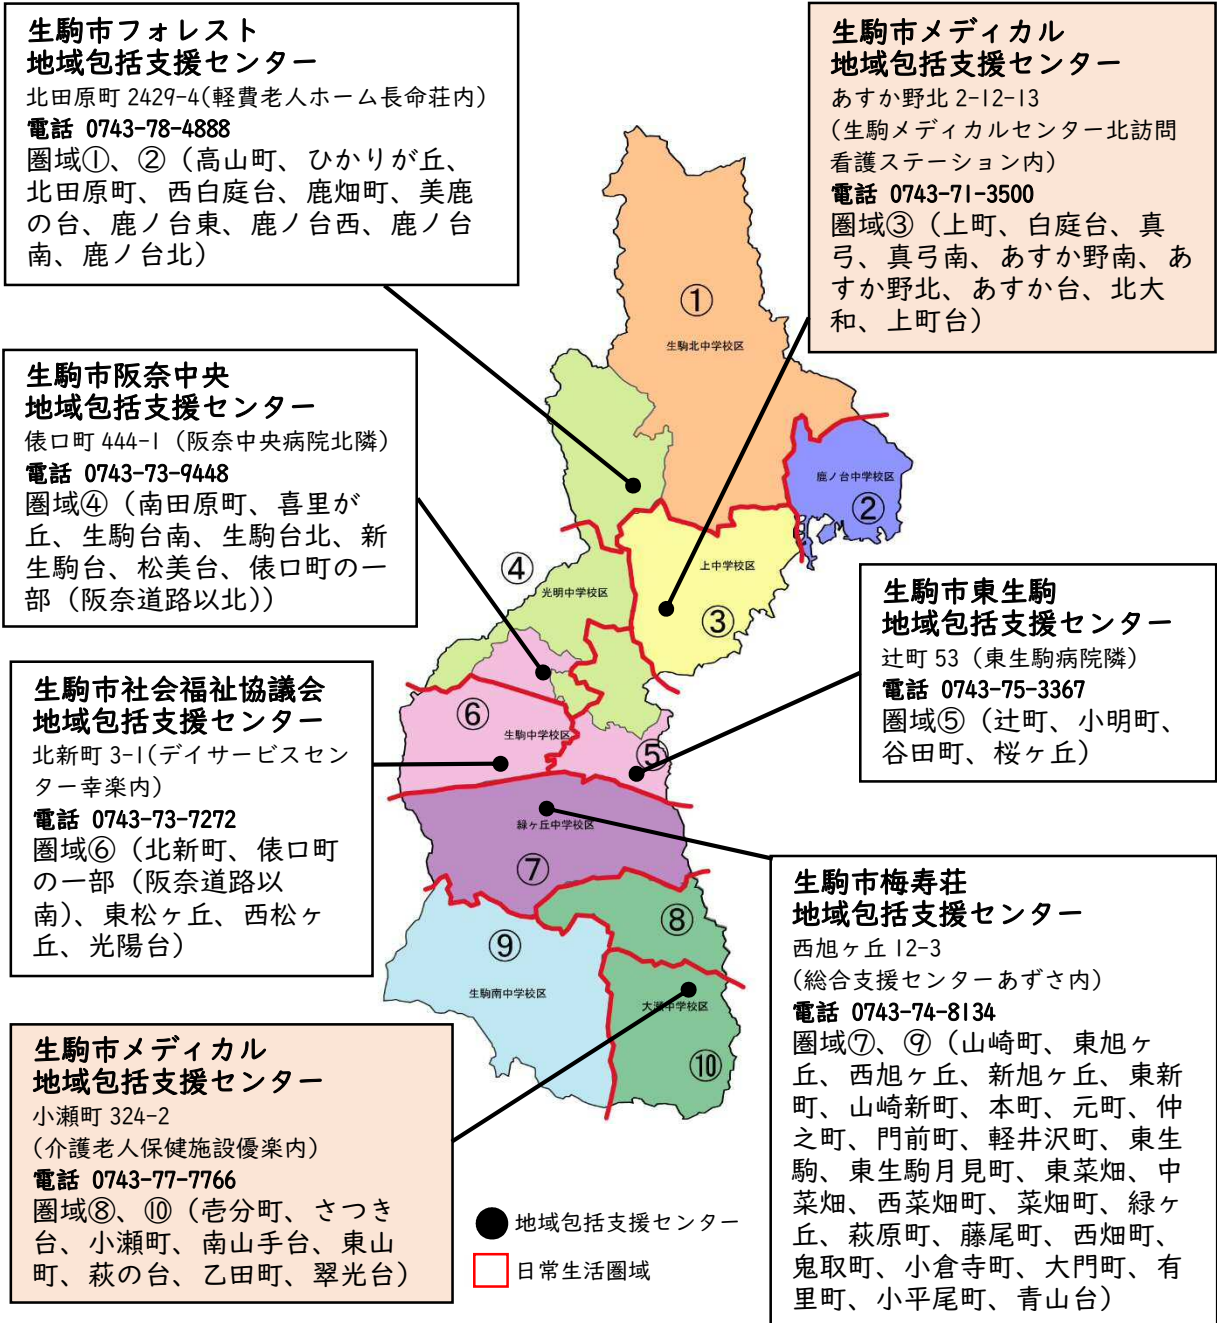 生駒市フォレスト
地域包括支援センター
北田原町 2429-4(軽費老人ホーム長命荘内)
電話 0743-78-4888
圏域①、②（高山町、ひかりが丘、
北田原町、西白庭台、鹿畑町、美鹿
の台、鹿ノ台東、鹿ノ台西、鹿ノ台
南、鹿ノ台北）
生駒市メディカル
地域包括支援センター
あすか野北 2-12-13
(生駒メディカルセンター北訪問
看護ステーション内)
電話 0743-71-3500
圏域③（上町、白庭台、真
弓、真弓南、あすか野南、あ
すか野北、あすか台、北大
和、上町台）
生駒市阪奈中央
地域包括支援センター
俵口町 444-1（阪奈中央病院北隣）
電話 0743-73-9448
圏域④（南田原町、喜里が
丘、生駒台南、生駒台北、新
生駒台、松美台、俵口町の一
部（阪奈道路以北））
生駒市東生駒
地域包括支援センター
辻町 53（東生駒病院隣）
電話 0743-75-3367
圏域⑤（辻町、小明町、
谷田町、桜ヶ丘）
生駒市社会福祉協議会
地域包括支援センター
北新町 3-1(デイサービスセン
ター幸楽内)
電話 0743-73-7272
圏域⑥（北新町、俵口町
の一部（阪奈道路以
南）、東松ヶ丘、西松ヶ
丘、光陽台）
生駒市梅寿荘
地域包括支援センター
西旭ヶ丘 12-3
(総合支援センターあずさ内)
電話 0743-74-8134
圏域⑦、⑨（山崎町、東旭ヶ
丘、西旭ヶ丘、新旭ヶ丘、東新
町、山崎新町、本町、元町、仲
之町、門前町、軽井沢町、東生
駒、東生駒月見町、東菜畑、中
菜畑、西菜畑町、菜畑町、緑ヶ
丘、萩原町、藤尾町、西畑町、
鬼取町、小倉寺町、大門町、有
里町、小平尾町、青山台）
生駒市メディカル
地域包括支援センター
小瀬町 324-2
(介護老人保健施設優楽内)
電話 0743-77-7766
圏域⑧、⑩（壱分町、さつき
台、小瀬町、南山手台、東山
町、萩の台、乙田町、翠光台）
①
生駒北中学校区
鹿ノ台中学校区
②
上中学校区
③
④
光明中学校区
⑥
生駒中学校区
⑤
緑ヶ丘中学校区
⑦
⑧
⑨
生駒南中学校区
大瀬中学校区
⑩
地域包括支援センター
日常生活圏域